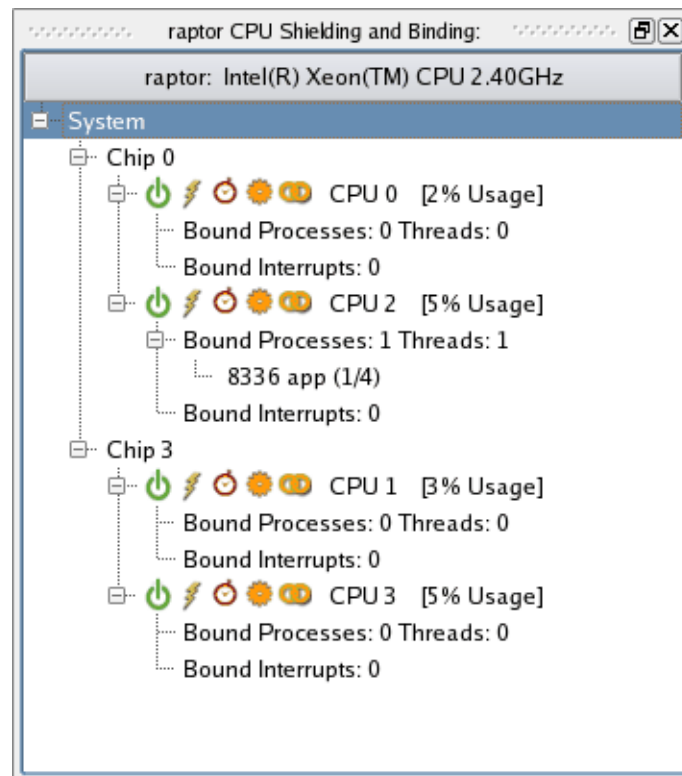 raptor CPU Shielding and Binding:
raptor: Intel(R) Xeon(TM) CPU 2.40GHz
System
Chip 0
CPU 0 [2% Usage]
Bound Processes: 0 Threads: 0
Bound Interrupts: 0
CPU 2 [5% Usage]
Bound Processes: 1 Threads: 1
8336 app (1/4)
Bound Interrupts: 0
Chip 3
CPU 1 [3% Usage]
Bound Processes: 0 Threads: 0
Bound Interrupts: 0
CPU 3 [5% Usage]
Bound Processes: 0 Threads: 0
Bound Interrupts: 0